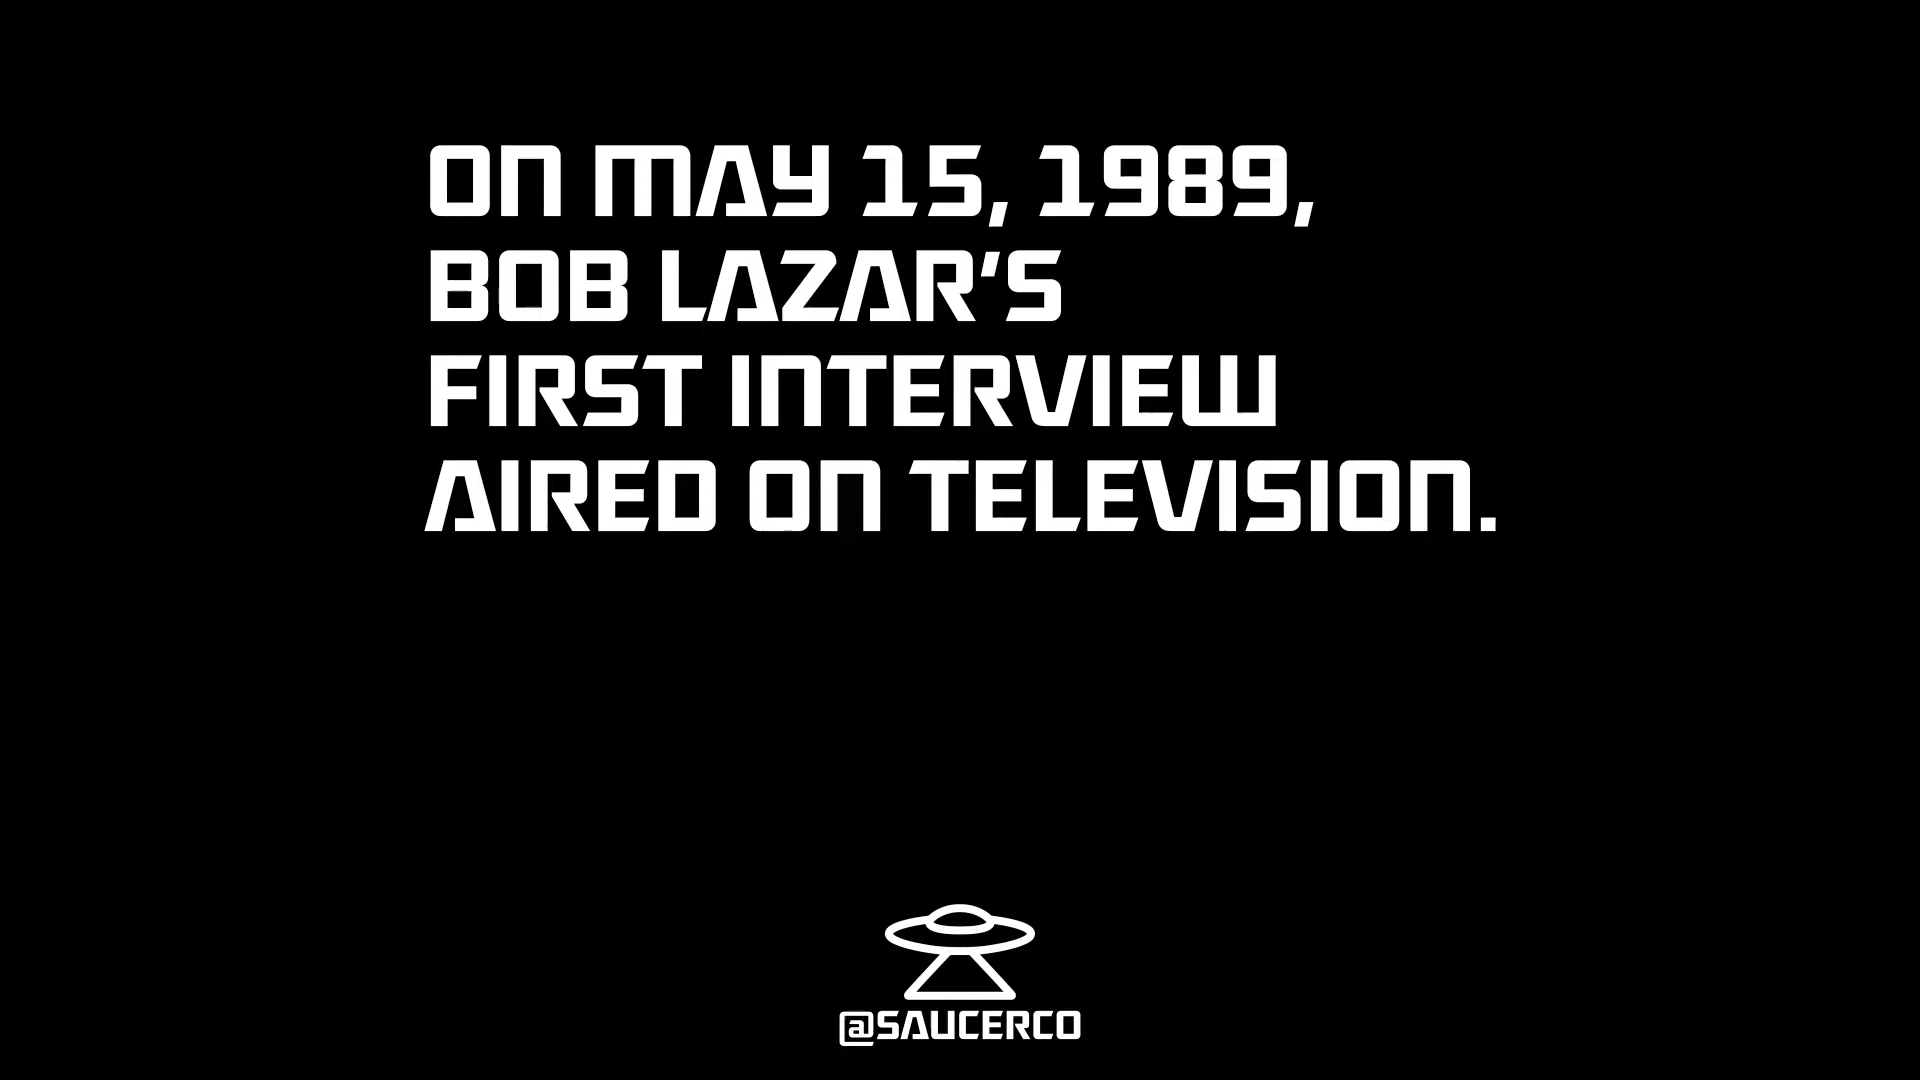 ON MAY 15, 1989,
BOB LAZAR’S
FIRST INTERVIEW
AIRED ON TELEVISION.
@SAUCERCO